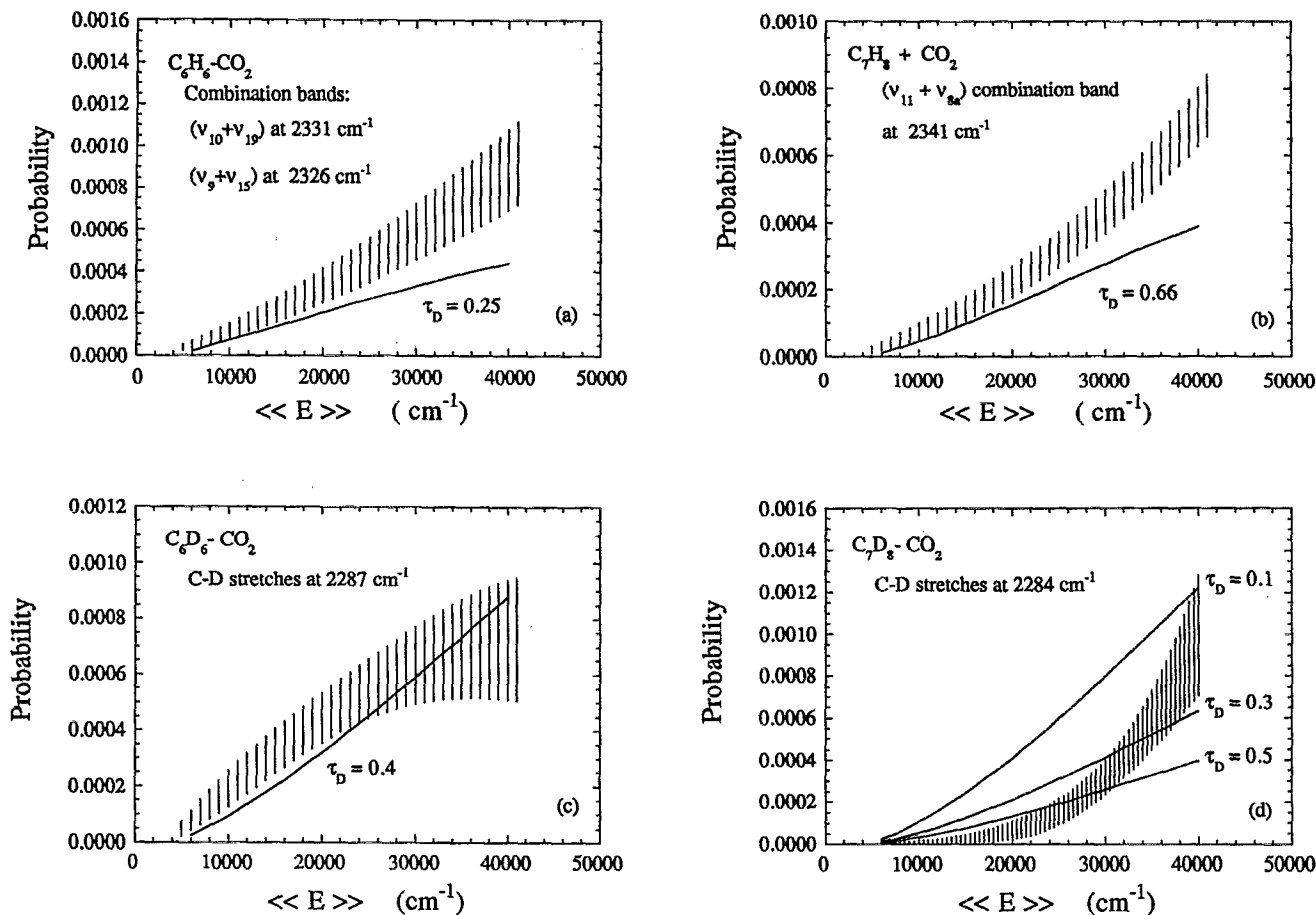 0.0016
0.0014
0.0012
0.0010
0.0008
0.0006
0.0004
0.0002
0.0000
Probability
C₆H₆-CO₂
Combination bands:
(ν₁₀+ν₁₉) at 2331 cm⁻¹
(ν₉+ν₁₅) at 2326 cm⁻¹
τ_D = 0.25
(a)
0 10000 20000 30000 40000 50000
<< E >> ( cm⁻¹)
0.0010
0.0008
0.0006
0.0004
0.0002
0.0000
Probability
C₇H₈ + CO₂
(ν₁₁ + ν₈ₐ) combination band
at 2341 cm⁻¹
τ_D = 0.66
(b)
0 10000 20000 30000 40000 50000
<< E >> ( cm⁻¹)
0.0012
0.0010
0.0008
0.0006
0.0004
0.0002
0.0000
Probability
C₆D₆- CO₂
C-D stretches at 2287 cm⁻¹
τ_D = 0.4
(c)
0 10000 20000 30000 40000 50000
<< E >> (cm⁻¹)
0.0016
0.0014
0.0012
0.0010
0.0008
0.0006
0.0004
0.0002
0.0000
Probability
C₇D₈- CO₂
C-D stretches at 2284 cm⁻¹
τ_D = 0.1
τ_D = 0.3
τ_D = 0.5
(d)
0 10000 20000 30000 40000 50000
<< E >> (cm⁻¹)